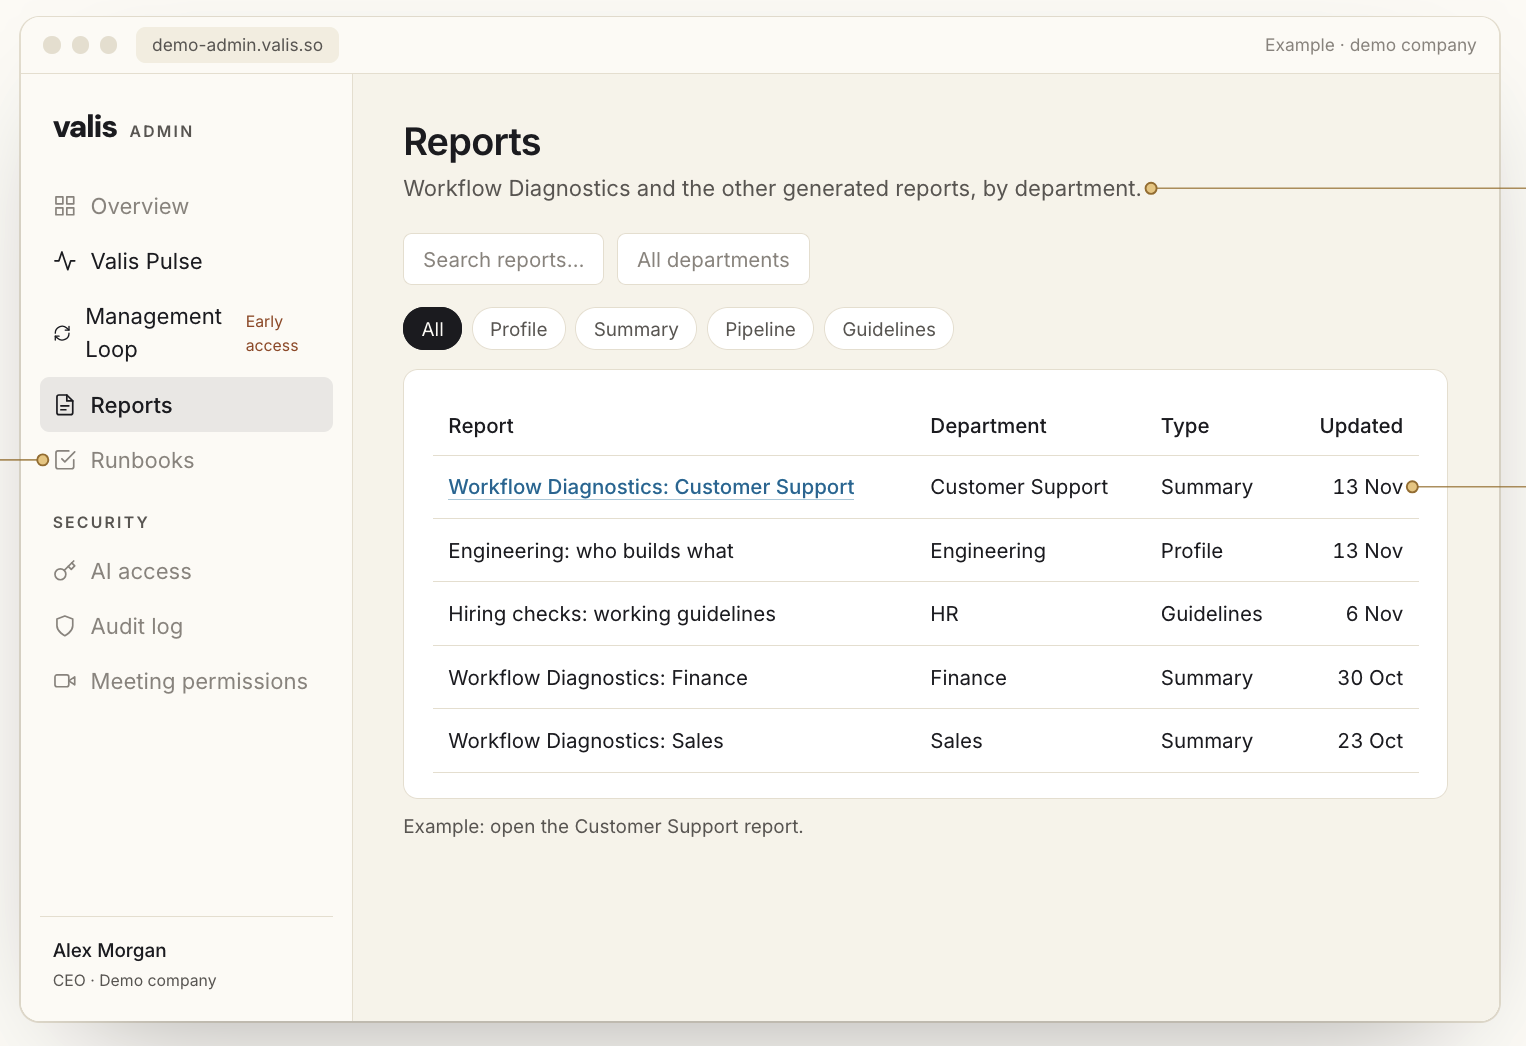 demo-admin.valis.so
Example · demo company
valis ADMIN
Overview
Valis Pulse
Management Loop
Early access
Reports
Runbooks
SECURITY
AI access
Audit log
Meeting permissions
Alex Morgan
CEO · Demo company
Reports
Workflow Diagnostics and the other generated reports, by department.
Search reports... All departments
All Profile Summary Pipeline Guidelines
Report Department Type Updated
Workflow Diagnostics: Customer Support Customer Support Summary 13 Nov
Engineering: who builds what Engineering Profile 13 Nov
Hiring checks: working guidelines HR Guidelines 6 Nov
Workflow Diagnostics: Finance Finance Summary 30 Oct
Workflow Diagnostics: Sales Sales Summary 23 Oct
Example: open the Customer Support report.